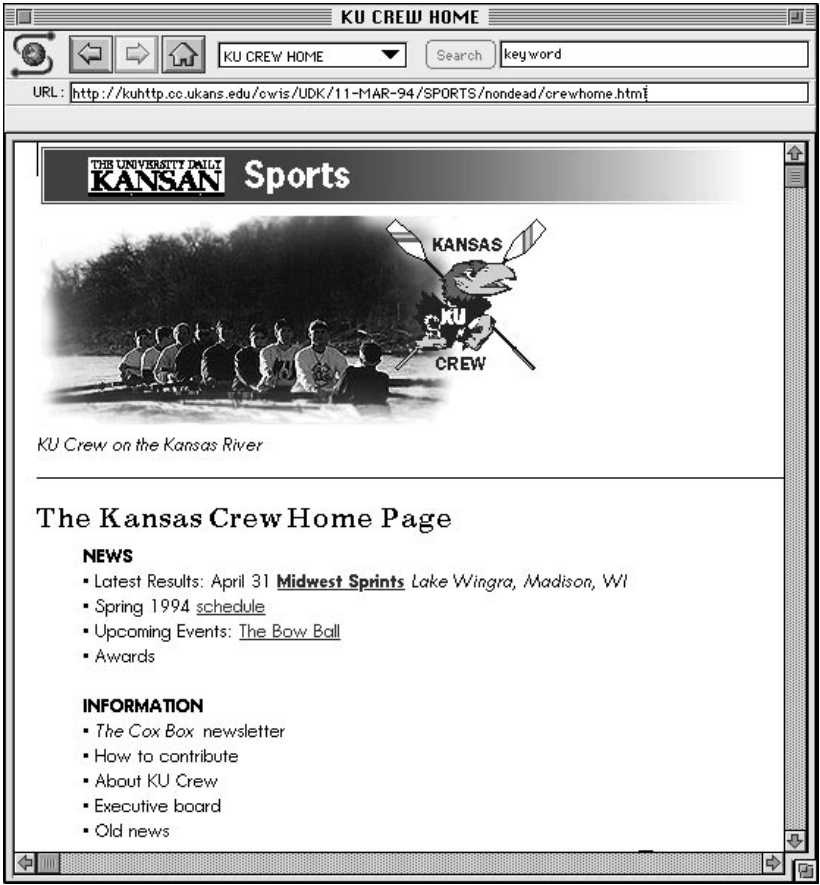 KU CREW HOME
KU CREW HOME Search keyword
URL: http://kuhttp.cc.ukans.edu/cwis/UDK/11-MAR-94/SPORTS/nondead/crewhome.html
THE UNIVERSITY DAILY
KANSAN Sports
KANSAS
KU
CREW
KU Crew on the Kansas River
The Kansas Crew Home Page
NEWS
▪ Latest Results: April 31 Midwest Sprints Lake Wingra, Madison, WI
▪ Spring 1994 schedule
▪ Upcoming Events: The Bow Ball
▪ Awards
INFORMATION
▪ The Cox Box newsletter
▪ How to contribute
▪ About KU Crew
▪ Executive board
▪ Old news